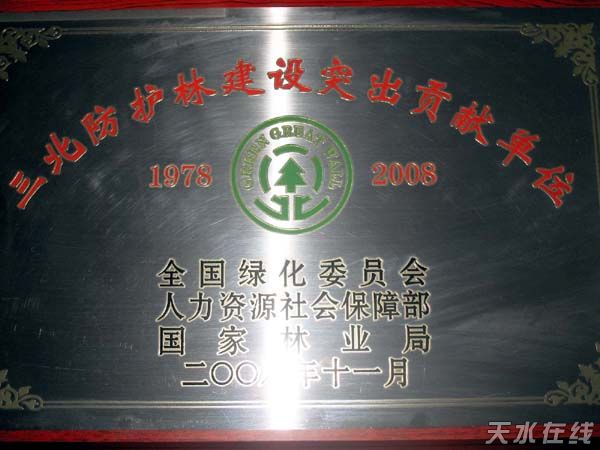 三北防护林建设突出贡献单位
1978
GREEN GREAT WALL
2008
全国绿化委员会
人力资源社会保障部
国家林业局
二〇〇八年十一月
天水在线